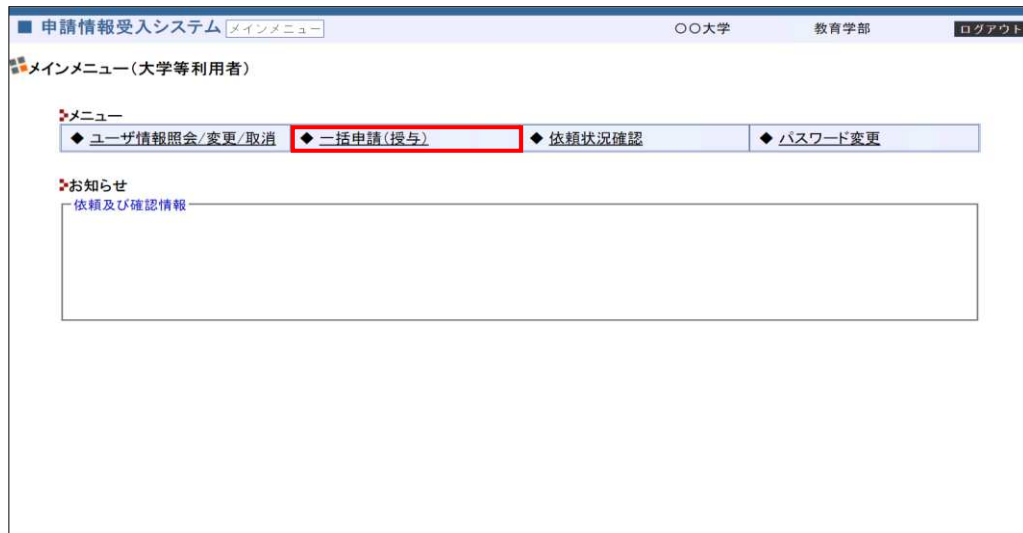 ■ 申請情報受入システム メインメニュー ○○大学 教育学部 ログアウト
メインメニュー(大学等利用者)
メニュー
◆ ユーザ情報照会/変更/取消 ◆ 一括申請(授与) ◆ 依頼状況確認 ◆ パスワード変更
お知らせ
依頼及び確認情報